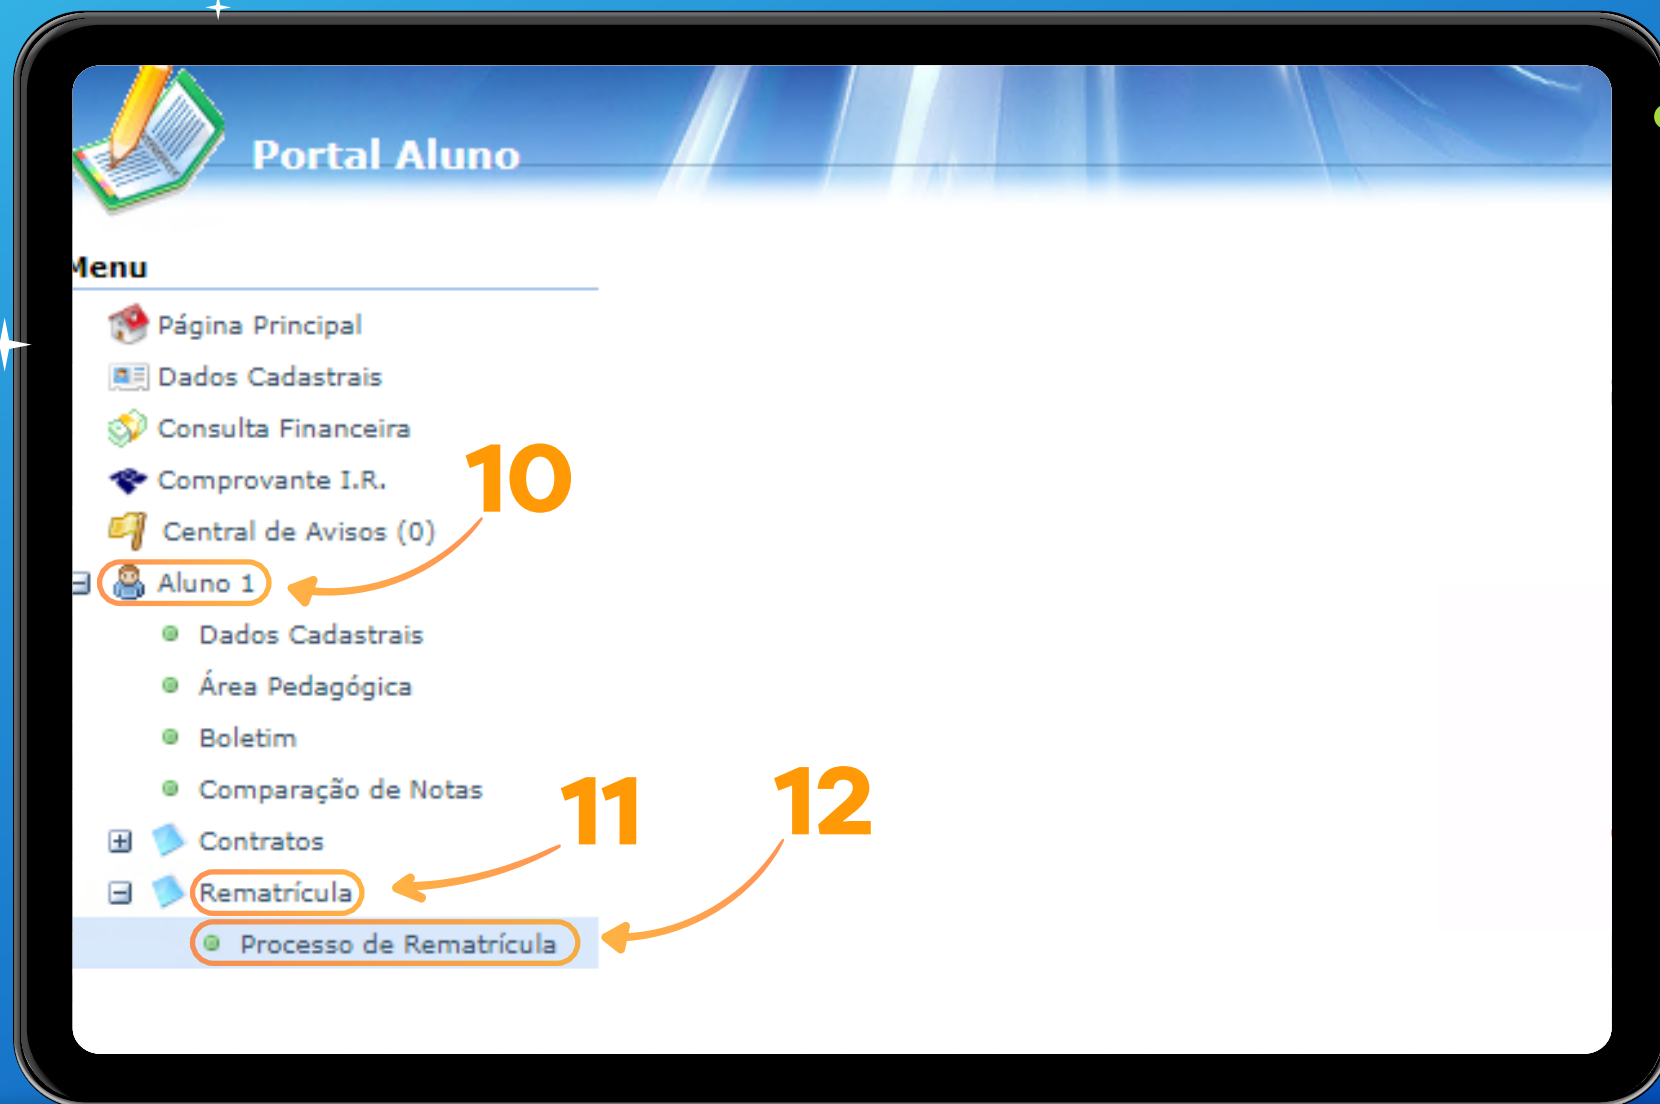 Portal Aluno
Menu
Página Principal
Dados Cadastrais
Consulta Financeira
Comprovante I.R.
10
Central de Avisos (0)
Aluno 1
Dados Cadastrais
Área Pedagógica
Boletim
Comparação de Notas
11
12
Contratos
Rematrícula
Processo de Rematrícula